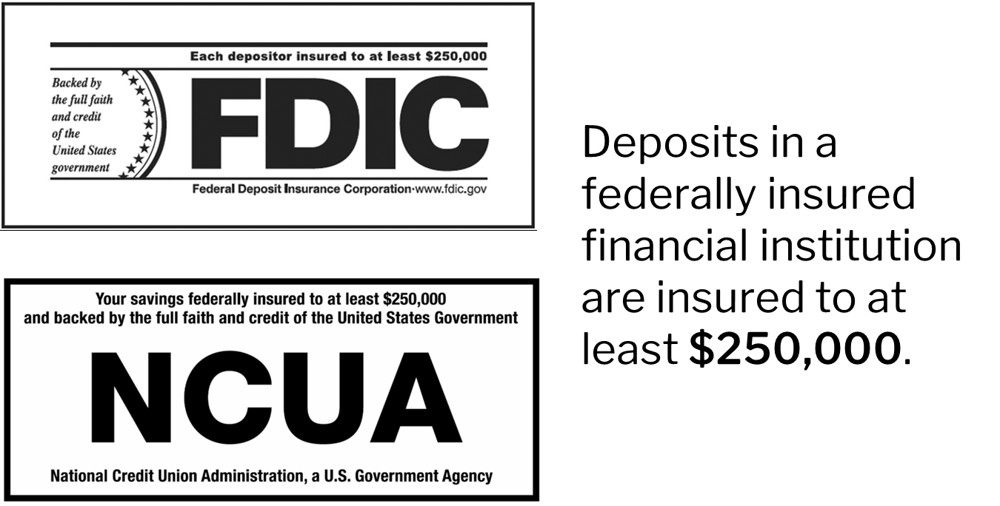 Each depositor insured to at least $250,000
Backed by
the full faith
and credit
of the
United States
government
FDIC
Federal Deposit Insurance Corporation·www.fdic.gov
Your savings federally insured to at least $250,000
and backed by the full faith and credit of the United States Government
NCUA
National Credit Union Administration, a U.S. Government Agency
Deposits in a
federally insured
financial institution
are insured to at
least $250,000.